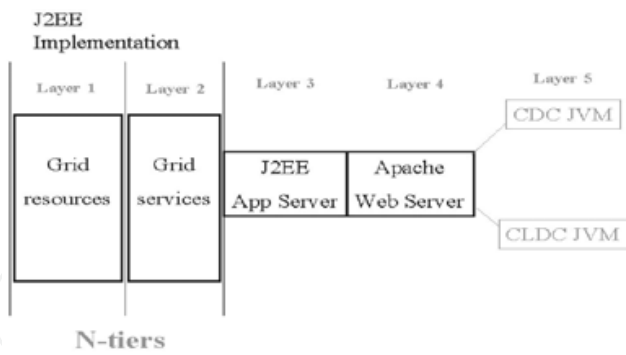 J2EE
Implementation
Layer 1
Layer 2
Layer 3
Layer 4
Layer 5
Grid
resources
Grid
services
J2EE
App Server
Apache
Web Server
CDC JVM
CLDC JVM
N-tiers